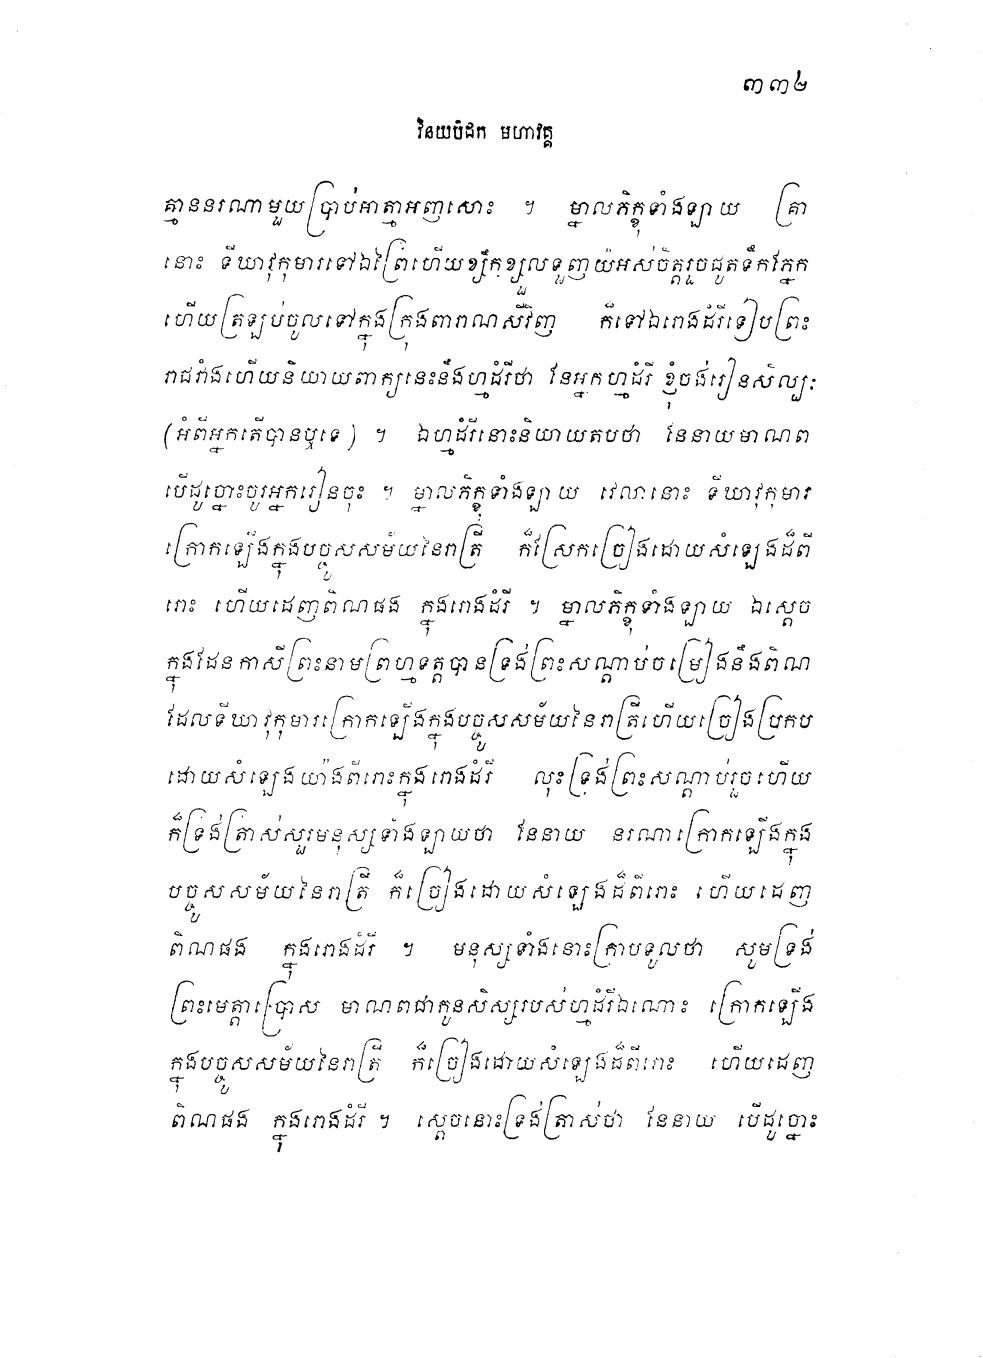 ៣៣២
វិនយបិដក មហាវគ្គ
គ្មាននរណាមួយប្រាប់អាត្មាអញសោះ ។ ម្នាលភិក្ខុទាំងឡាយ គ្រា
នោះ ទីឃាវុកុមារទៅឯព្រៃហើយខ្សឹកខ្សួលទួញយំអស់ចិត្តរួចជូតទឹកភ្នែក
ហើយត្រឡប់ចូលទៅក្នុងក្រុងពារាណសីវិញ ក៏ទៅឯរោងដំរីទៀបព្រះ
រាជវាំងហើយនិយាយពាក្យនេះនឹងហ្មដំរីថា នែអ្នកហ្មដំរី ខ្ញុំចង់រៀនសិល្បៈ
(អំពីអ្នកតើបានឬទេ) ។ ឯហ្មដំរីនោះនិយាយតបថា នែនាយមាណព
បើដូច្នោះចូរអ្នករៀនចុះ ។ ម្នាលភិក្ខុទាំងឡាយ វេលានោះ ទីឃាវុកុមារ
ក្រោកឡើងក្នុងបច្ចូសសម័យនៃរាត្រី ក៏ស្រែកច្រៀងដោយសំឡេងដ៏ពី
រោះ ហើយដេញពិណផង ក្នុងរោងដំរី ។ ម្នាលភិក្ខុទាំងឡាយ ឯស្តេច
ក្នុងដែនកាសីព្រះនាមព្រហ្មទត្តបានទ្រង់ព្រះសណ្តាប់ចម្រៀងនឹងពិណ
ដែលទីឃាវុកុមារក្រោកឡើងក្នុងបច្ចូសសម័យនៃរាត្រីហើយច្រៀងប្រកប
ដោយសំឡេងយ៉ាងពីរោះក្នុងរោងដំរី លុះទ្រង់ព្រះសណ្តាប់រួចហើយ
ក៏ទ្រង់ត្រាស់សួរមនុស្សទាំងឡាយថា នែនាយ នរណាក្រោកឡើងក្នុង
បច្ចូសសម័យនៃរាត្រី ក៏ច្រៀងដោយសំឡេងដ៏ពីរោះ ហើយដេញ
ពិណផង ក្នុងរោងដំរី ។ មនុស្សទាំងនោះក្រាបទូលថា សូមទ្រង់
ព្រះមេត្តាប្រោស មាណពជាកូនសិស្សរបស់ហ្មដំរីឯណោះ ក្រោកឡើង
ក្នុងបច្ចូសសម័យនៃរាត្រី ក៏ច្រៀងដោយសំឡេងដ៏ពីរោះ ហើយដេញ
ពិណផង ក្នុងរោងដំរី ។ ស្តេចនោះទ្រង់ត្រាស់ថា នែនាយ បើដូច្នោះ